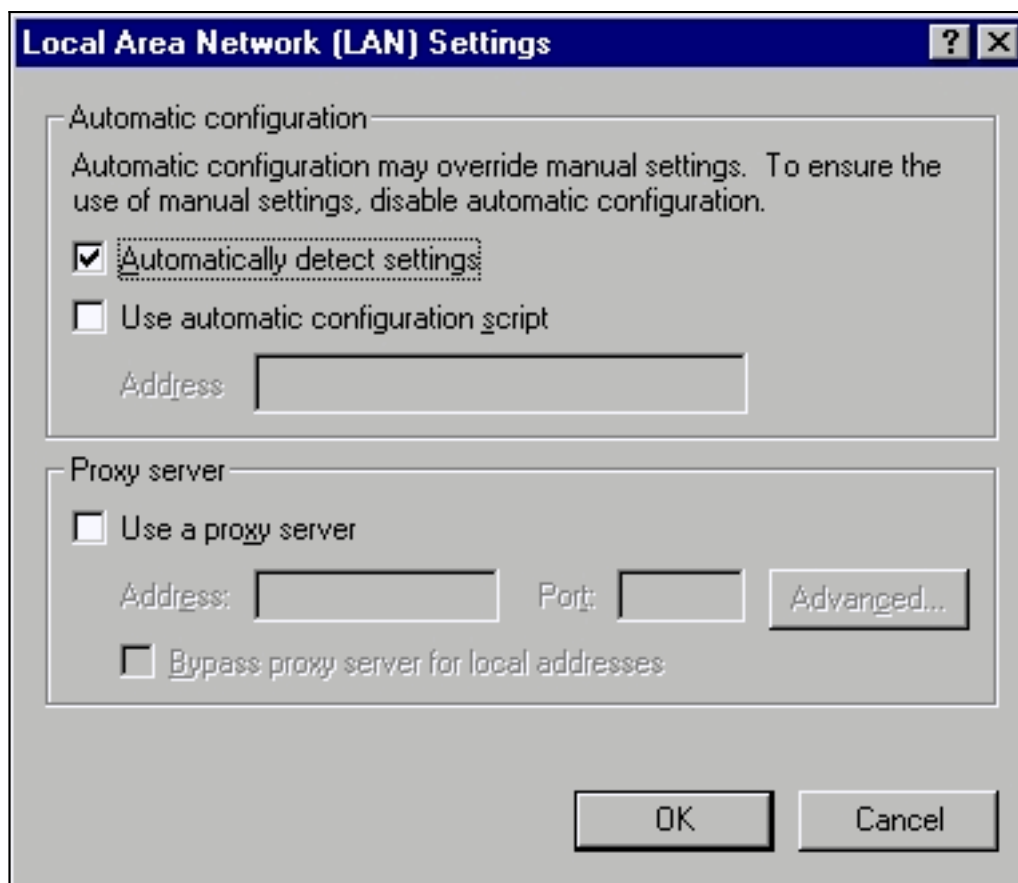 Local Area Network (LAN) Settings
Automatic configuration
Automatic configuration may override manual settings.  To ensure the
use of manual settings, disable automatic configuration.
Automatically detect settings
Use automatic configuration script
Address
Proxy server
Use a proxy server
Address: Port: Advanced...
Bypass proxy server for local addresses
OK Cancel